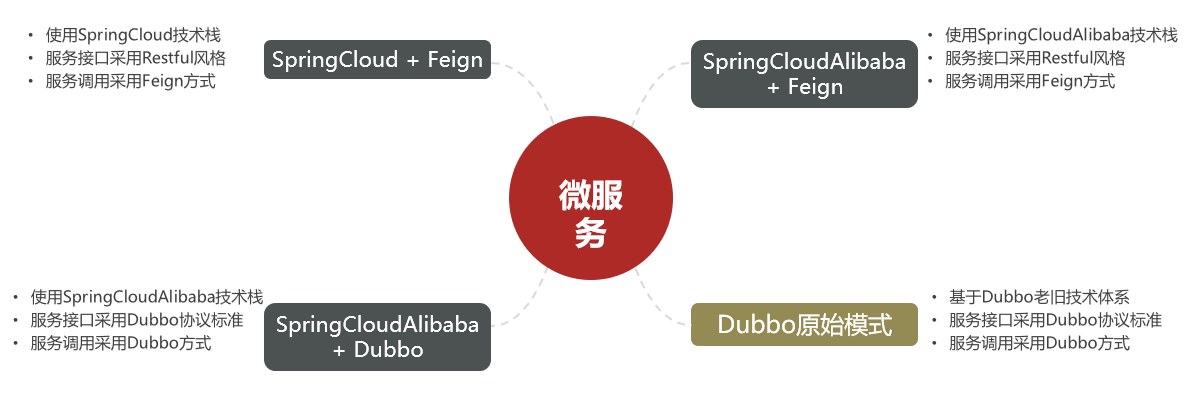 • 使用SpringCloud技术栈
• 服务接口采用Restful风格
• 服务调用采用Feign方式
SpringCloud + Feign
SpringCloudAlibaba
+ Feign
• 使用SpringCloudAlibaba技术栈
• 服务接口采用Restful风格
• 服务调用采用Feign方式
微服
务
• 使用SpringCloudAlibaba技术栈
• 服务接口采用Dubbo协议标准
• 服务调用采用Dubbo方式
SpringCloudAlibaba
+ Dubbo
Dubbo原始模式
• 基于Dubbo老旧技术体系
• 服务接口采用Dubbo协议标准
• 服务调用采用Dubbo方式